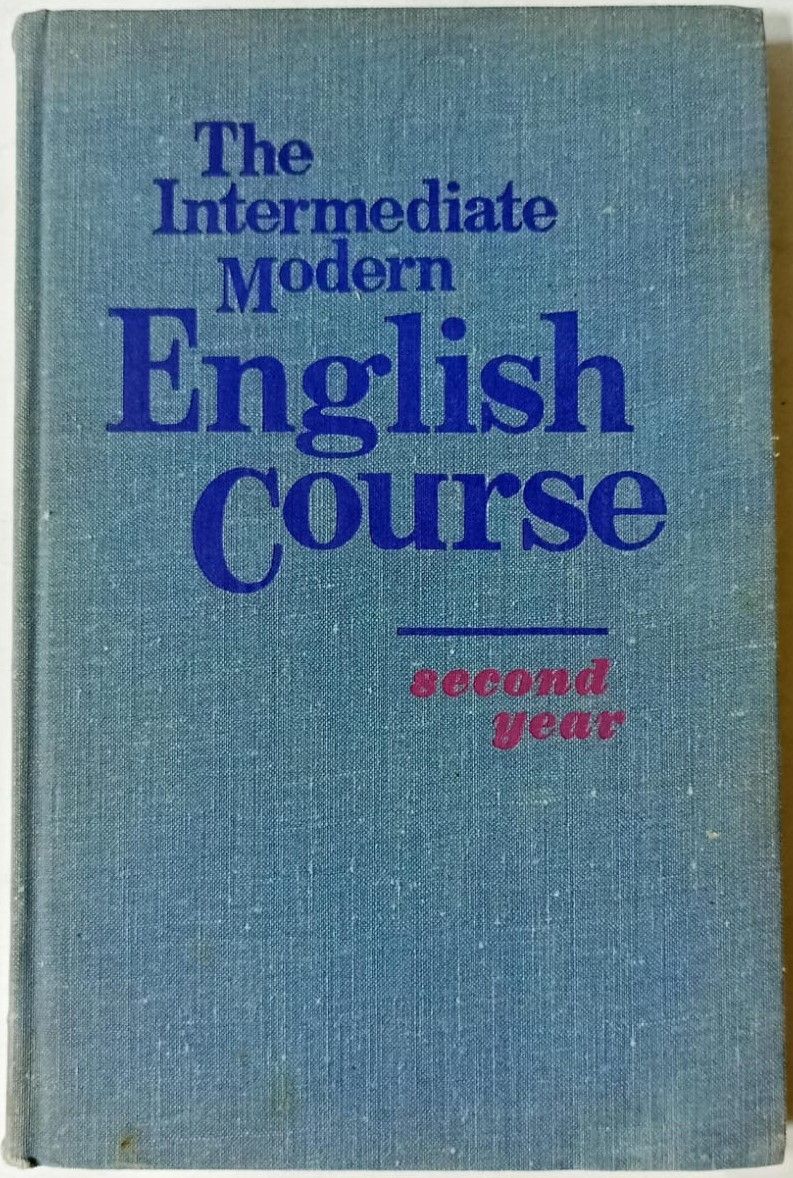 The
Intermediate
Modern
English
Course
second
year